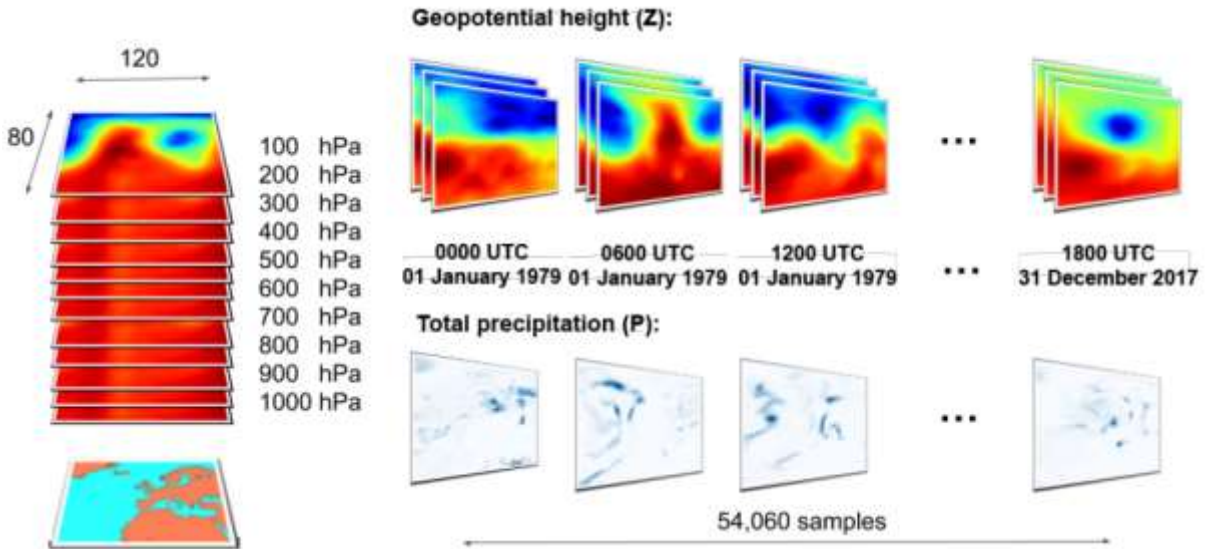 Geopotential height (Z):
120
80
100 hPa
200 hPa
300 hPa
400 hPa
500 hPa
600 hPa
700 hPa
800 hPa
900 hPa
1000 hPa
...
0000 UTC
01 January 1979
0600 UTC
01 January 1979
1200 UTC
01 January 1979
...
1800 UTC
31 December 2017
Total precipitation (P):
...
54,060 samples